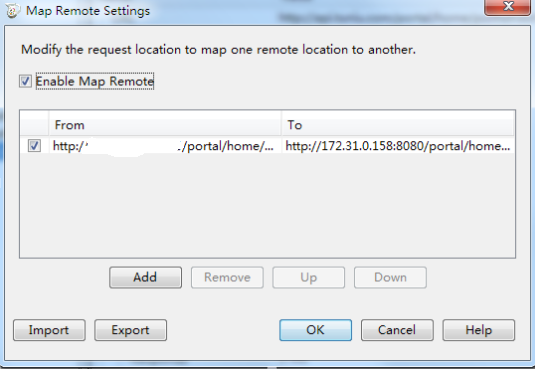 Map Remote Settings
Modify the request location to map one remote location to another.
Enable Map Remote
From To
http:/ ./portal/home/... http://172.31.0.158:8080/portal/home...
Add Remove Up Down
Import Export OK Cancel Help